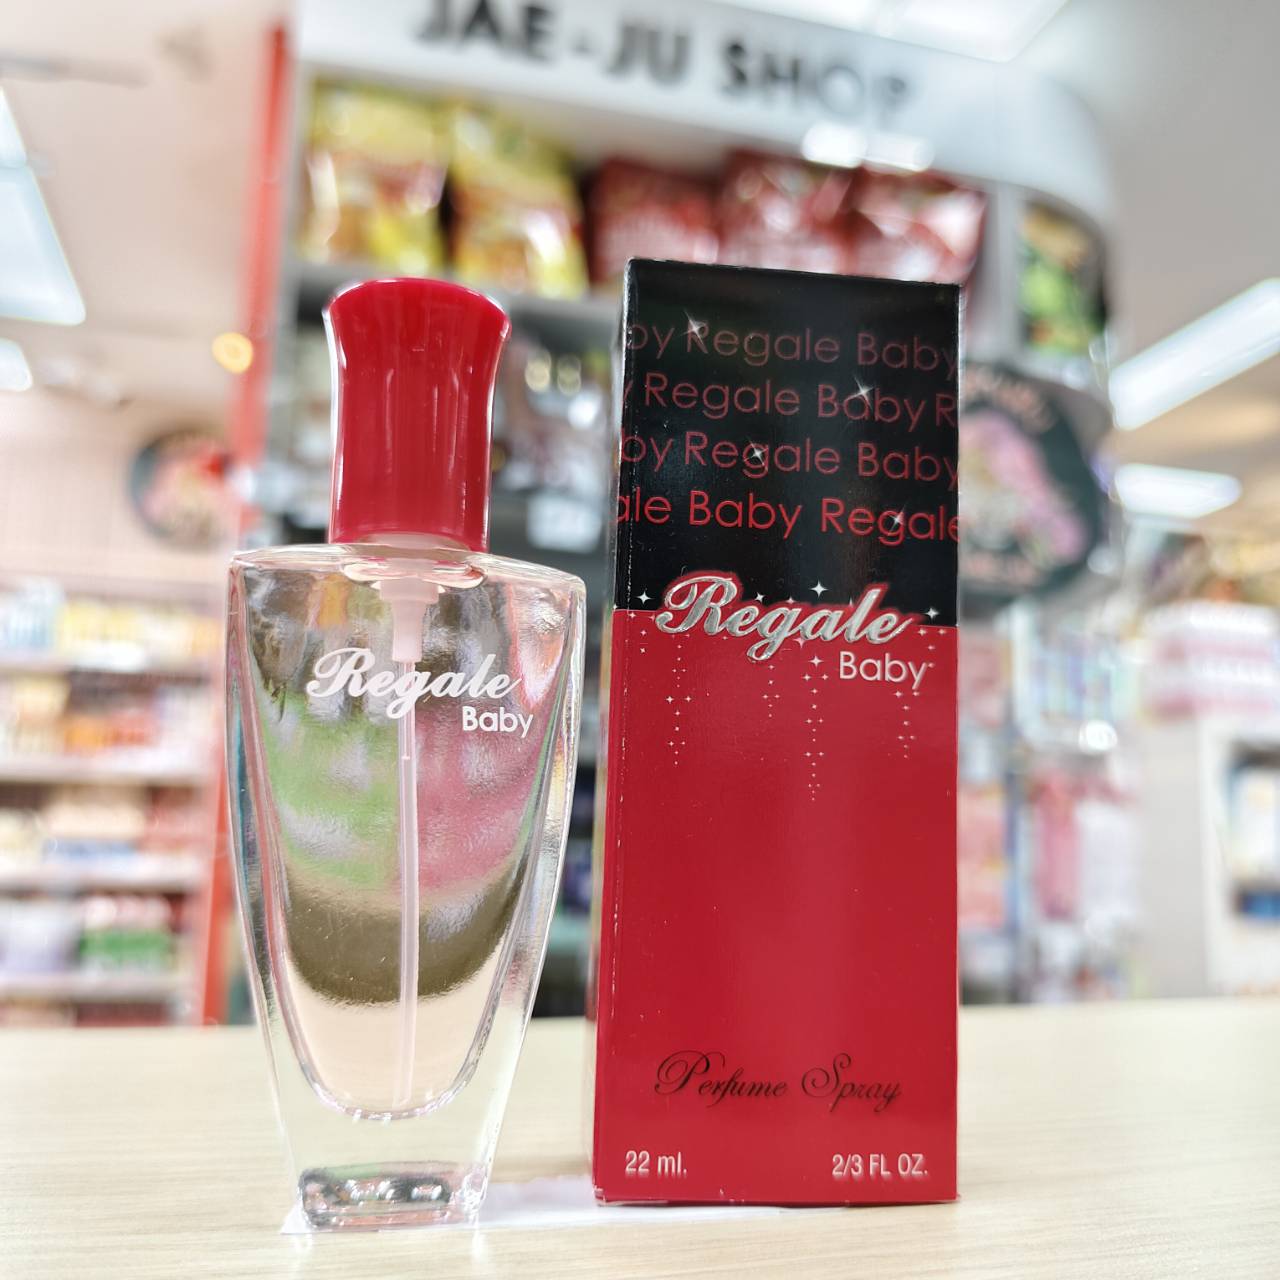 JAE-JU SHOP
Regale
Baby
by Regale Baby
Regale Baby R
by Regale Baby
ale Baby Regale
Regale
Baby
Perfume Spray
22 ml. 2/3 FL OZ.